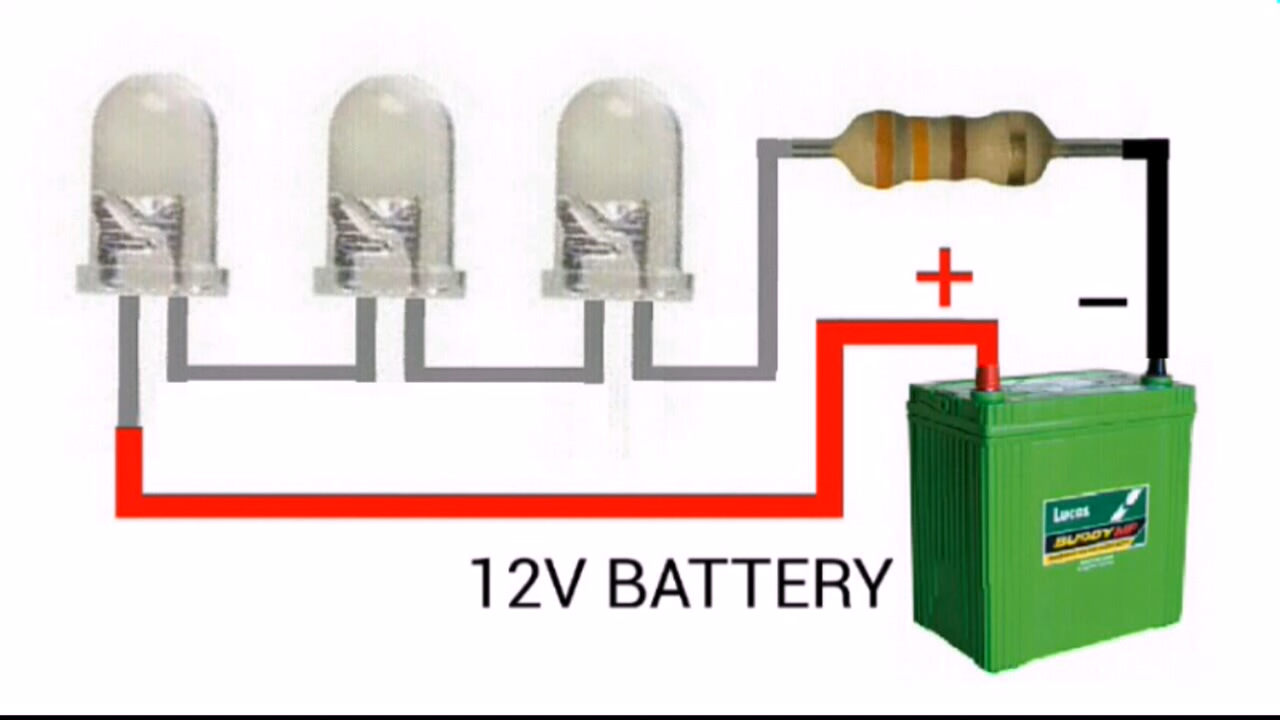 +
−
LUCAS
BUDDY MF
12V BATTERY